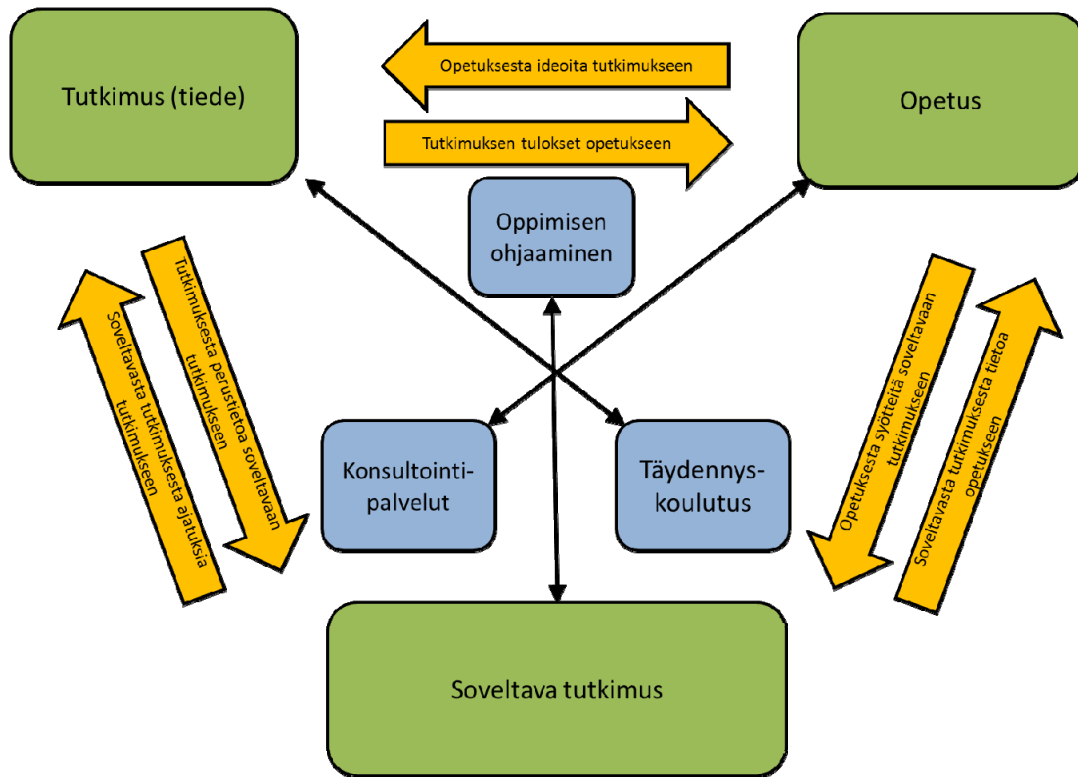 Tutkimus (tiede)
Opetuksesta ideoita tutkimukseen
Opetus
Tutkimuksen tulokset opetukseen
Oppimisen
ohjaaminen
Soveltavasta tutkimuksesta ajatuksia
tutkimukseen
Tutkimuksesta perustietoa soveltavaan
tutkimukseen
Opetuksesta syötteitä soveltavaan
tutkimukseen
Soveltavasta tutkimuksesta tietoa
opetukseen
Konsultointi-
palvelut
Täydennys-
koulutus
Soveltava tutkimus